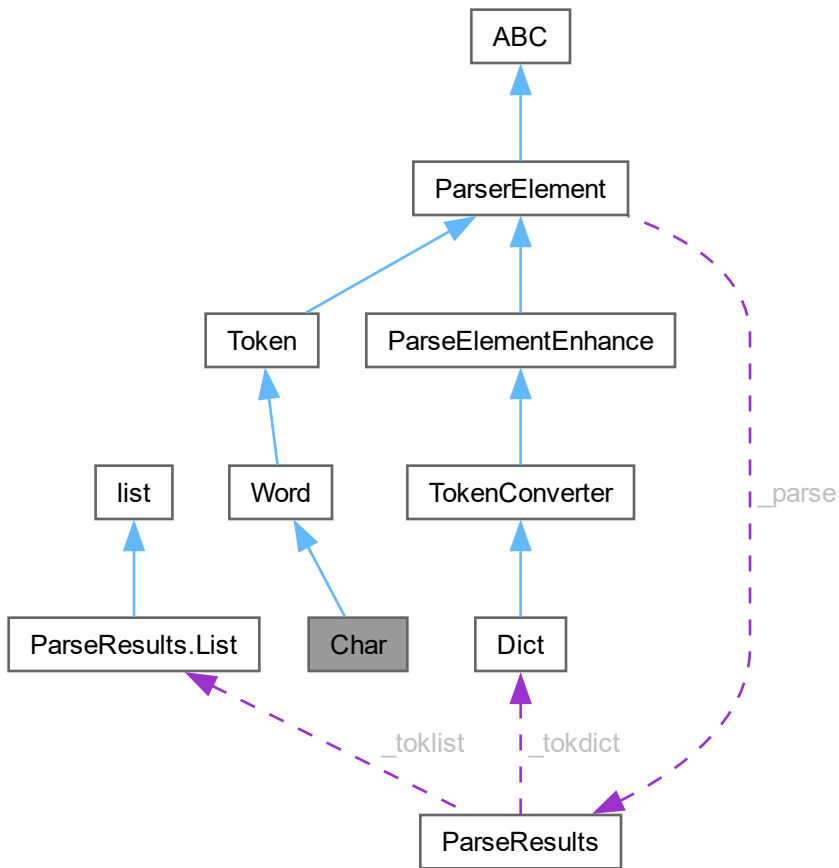 ABC
ParserElement
Token
ParseElementEnhance
list
Word
TokenConverter
_parse
ParseResults.List
Char
Dict
_toklist
_tokdict
ParseResults